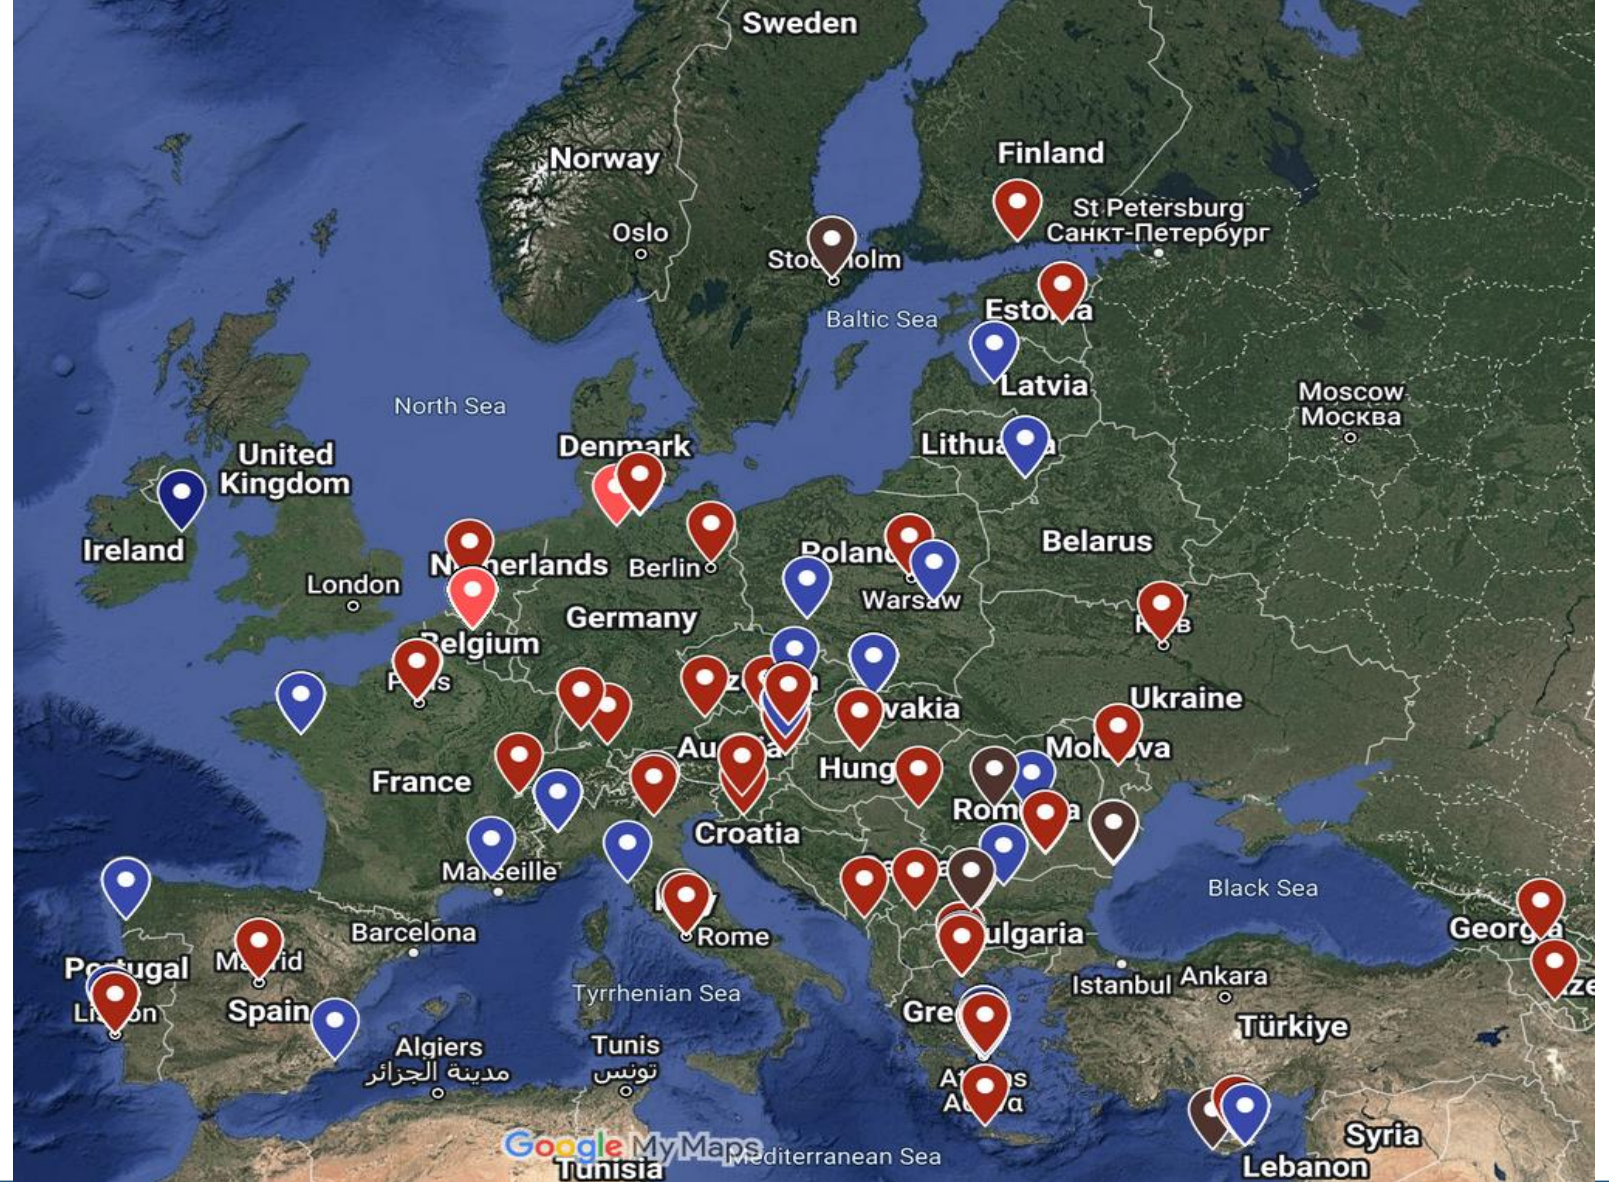 Sweden
Norway
Finland
Oslo
St Petersburg
Санкт-Петербург
Baltic Sea
North Sea
Latvia
Moscow
Москва
United
Kingdom
Denmark
Ireland
London
Berlin
Belarus
Warsaw
Germany
Belgium
Ukraine
France
Croatia
Marseille
Black Sea
Barcelona
Rome
Portugal
Madrid
Spain
Istanbul
Ankara
Tyrrhenian Sea
Türkiye
Algiers
مدينة الجزائر
Tunis
تونس
Google My Maps
Mediterranean Sea
Tunisia
Syria
Lebanon